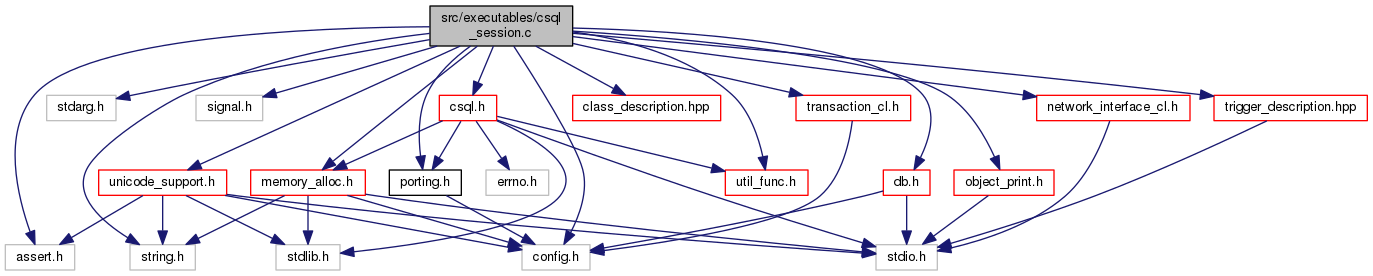 src/executables/csql
_session.c
stdarg.h
signal.h
csql.h
class_description.hpp
transaction_cl.h
network_interface_cl.h
trigger_description.hpp
unicode_support.h
memory_alloc.h
porting.h
errno.h
util_func.h
db.h
object_print.h
assert.h
string.h
stdlib.h
config.h
stdio.h